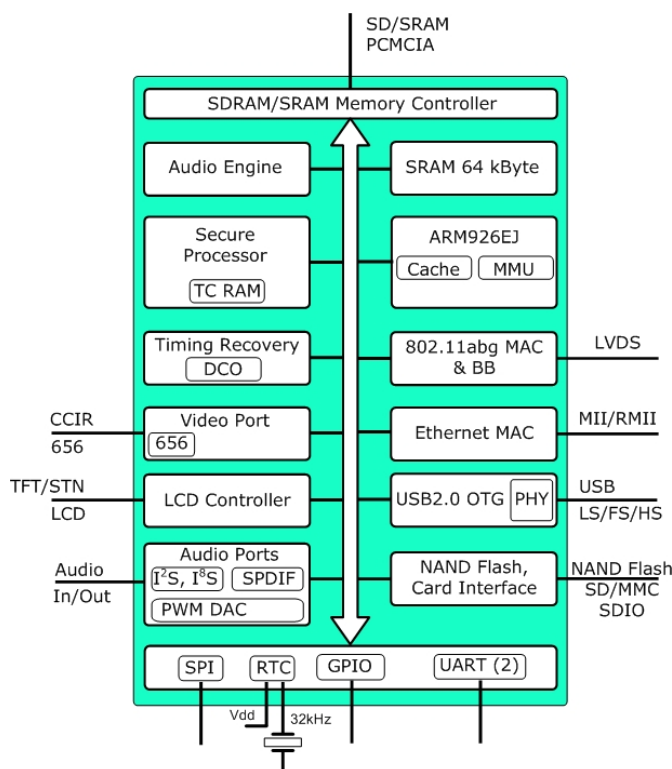 SD/SRAM
PCMCIA
SDRAM/SRAM Memory Controller
Audio Engine
SRAM 64 kByte
Secure
Processor
TC RAM
ARM926EJ
Cache
MMU
Timing Recovery
DCO
802.11abg MAC
& BB
LVDS
CCIR
656
Video Port
656
Ethernet MAC
MII/RMII
TFT/STN
LCD
LCD Controller
USB2.0 OTG
PHY
USB
LS/FS/HS
Audio
In/Out
Audio Ports
I²S, I⁸S
SPDIF
PWM DAC
NAND Flash,
Card Interface
NAND Flash
SD/MMC
SDIO
SPI
RTC
GPIO
UART (2)
Vdd
32kHz